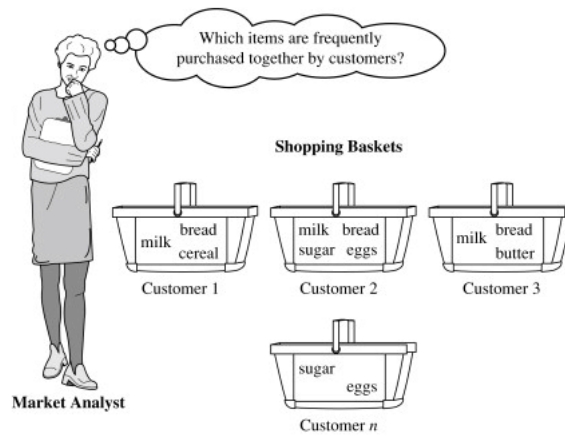 Which items are frequently
purchased together by customers?
Shopping Baskets
milk bread
cereal
Customer 1
milk bread
sugar eggs
Customer 2
milk bread
butter
Customer 3
sugar
eggs
Customer n
Market Analyst